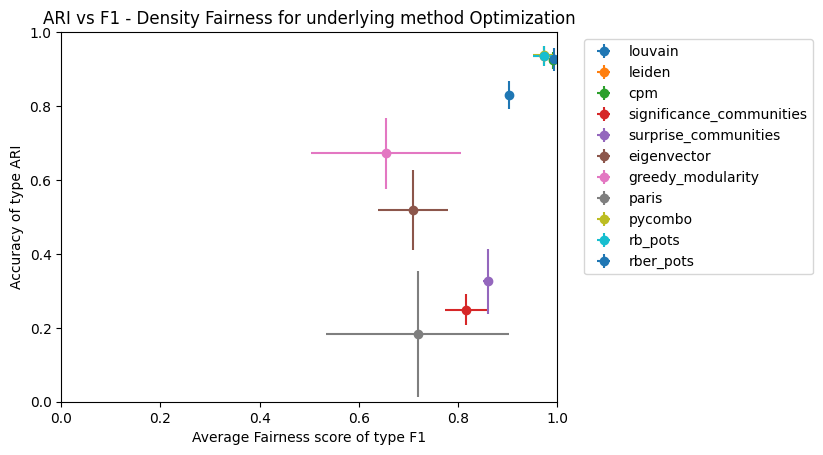 ARI vs F1 - Density Fairness for underlying method Optimization
1.0
0.8
0.6
0.4
0.2
0.0
Accuracy of type ARI
0.0 0.2 0.4 0.6 0.8 1.0
Average Fairness score of type F1
louvain
leiden
cpm
significance_communities
surprise_communities
eigenvector
greedy_modularity
paris
pycombo
rb_pots
rber_pots